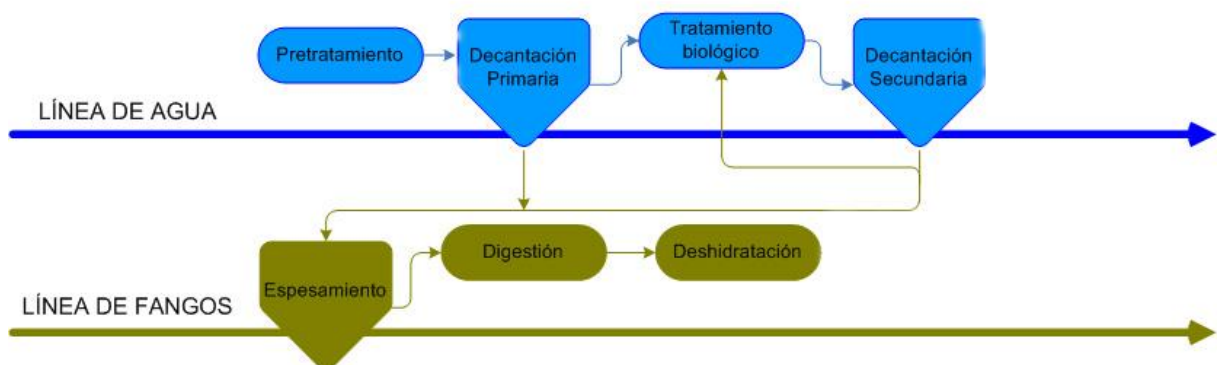 Pretratamiento
Decantación
Primaria
Tratamiento
biológico
Decantación
Secundaria
LÍNEA DE AGUA
Espesamiento
Digestión
Deshidratación
LÍNEA DE FANGOS